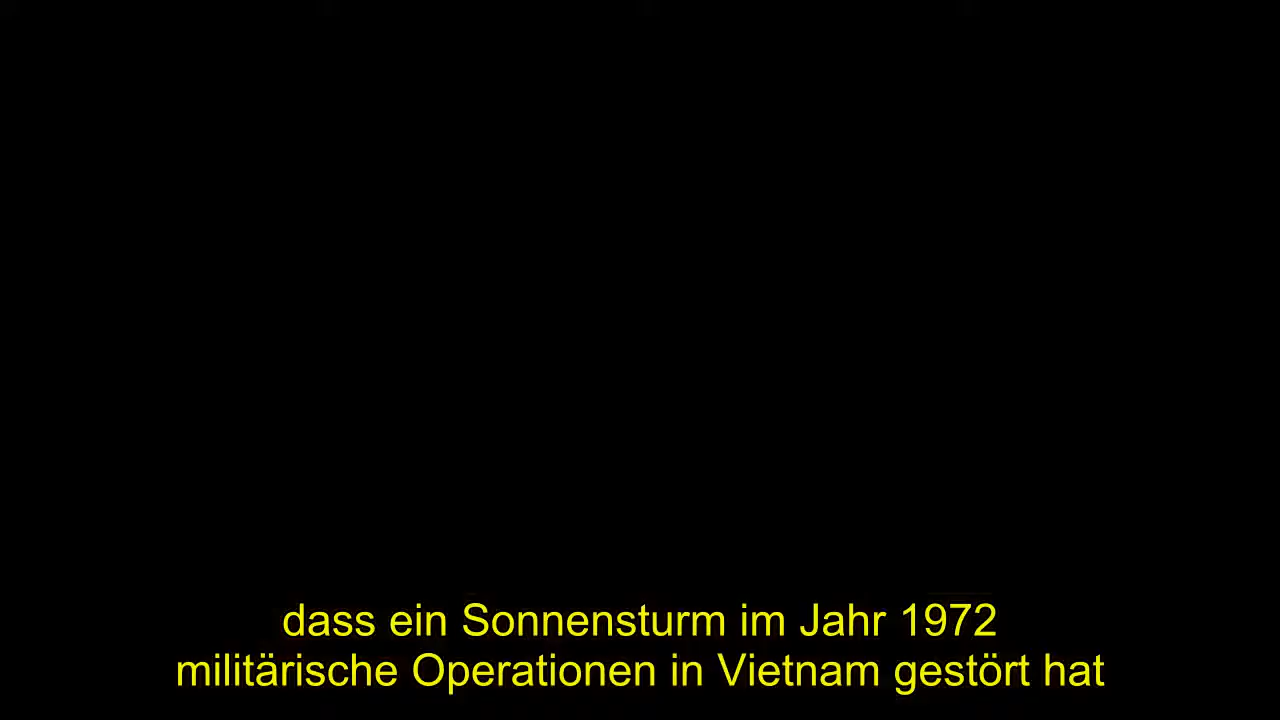 dass ein Sonnensturm im Jahr 1972
militärische Operationen in Vietnam gestört hat